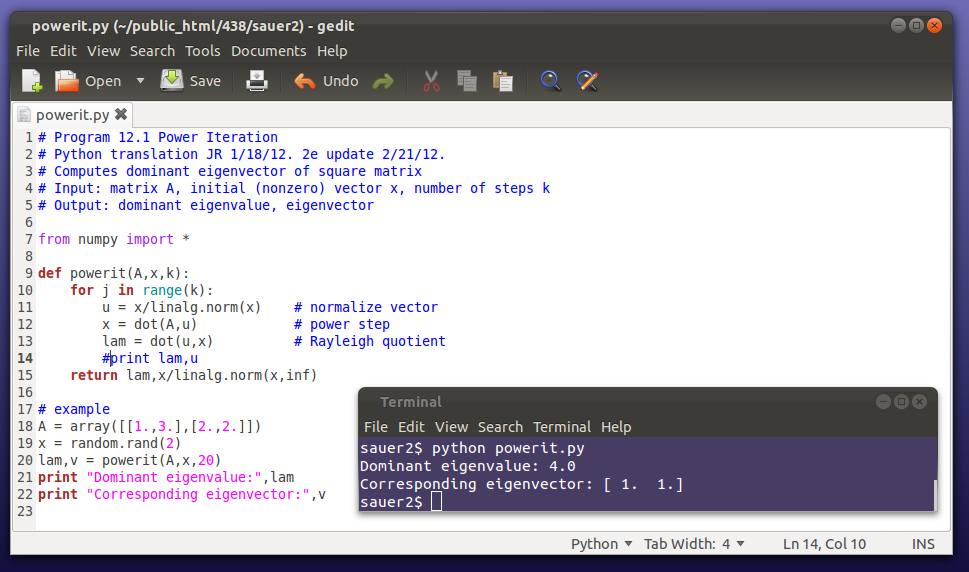 powerit.py (~/public_html/438/sauer2) - gedit
File Edit View Search Tools Documents Help
Open Save Undo
powerit.py
1 # Program 12.1 Power Iteration
2 # Python translation JR 1/18/12. 2e update 2/21/12.
3 # Computes dominant eigenvector of square matrix
4 # Input: matrix A, initial (nonzero) vector x, number of steps k
5 # Output: dominant eigenvalue, eigenvector
6
7 from numpy import *
8
9 def powerit(A,x,k):
10     for j in range(k):
11         u = x/linalg.norm(x)    # normalize vector
12         x = dot(A,u)            # power step
13         lam = dot(u,x)          # Rayleigh quotient
14         #print lam,u
15     return lam,x/linalg.norm(x,inf)
16
17 # example
18 A = array([[1.,3.],[2.,2.]])
19 x = random.rand(2)
20 lam,v = powerit(A,x,20)
21 print "Dominant eigenvalue:",lam
22 print "Corresponding eigenvector:",v
23
Terminal
File Edit View Search Terminal Help
sauer2$ python powerit.py
Dominant eigenvalue: 4.0
Corresponding eigenvector: [ 1.  1.]
sauer2$
Python Tab Width: 4 Ln 14, Col 10 INS